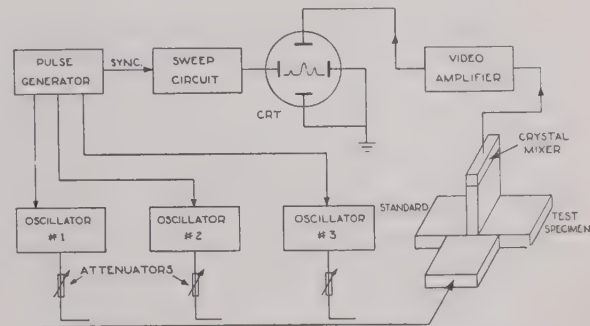 PULSE
GENERATOR
SYNC.
SWEEP
CIRCUIT
CRT
VIDEO
AMPLIFIER
CRYSTAL
MIXER
STANDARD
TEST
SPECIMEN
OSCILLATOR
#1
OSCILLATOR
#2
OSCILLATOR
#3
ATTENUATORS